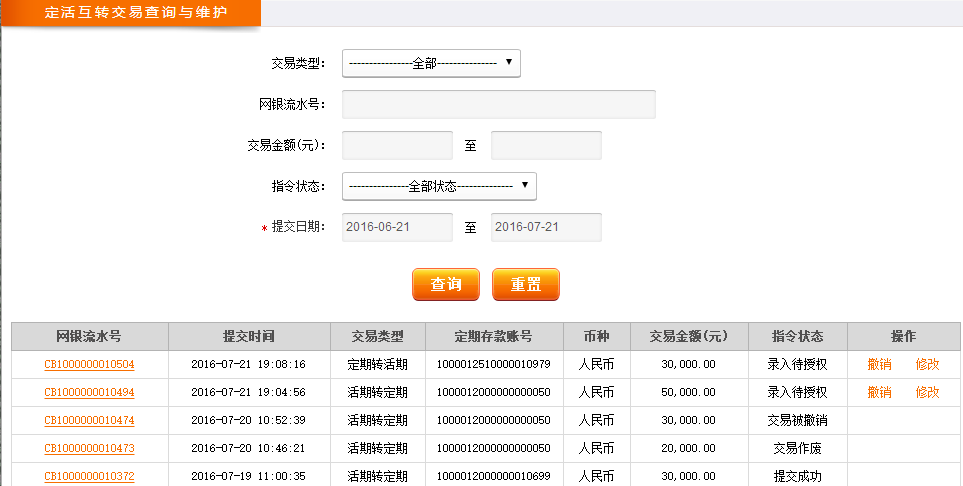 定活互转交易查询与维护
交易类型： ----------------全部--------------- ▼
网银流水号：
交易金额(元)： 至
指令状态： ---------------全部状态-------------- ▼
* 提交日期： 2016-06-21 至 2016-07-21
查询 重置
网银流水号 提交时间 交易类型 定期存款账号 币种 交易金额(元) 指令状态 操作
CB1000000010504 2016-07-21 19:08:16 定期转活期 1000012510000010979 人民币 30,000.00 录入待授权 撤销 修改
CB1000000010494 2016-07-21 19:04:56 活期转定期 1000012000000000050 人民币 50,000.00 录入待授权 撤销 修改
CB1000000010474 2016-07-20 10:52:39 活期转定期 1000012000000000050 人民币 30,000.00 交易被撤销
CB1000000010473 2016-07-20 10:46:21 活期转定期 1000012000000000050 人民币 20,000.00 交易作废
CB1000000010372 2016-07-19 11:00:35 活期转定期 1000012000000010699 人民币 30,000.00 提交成功